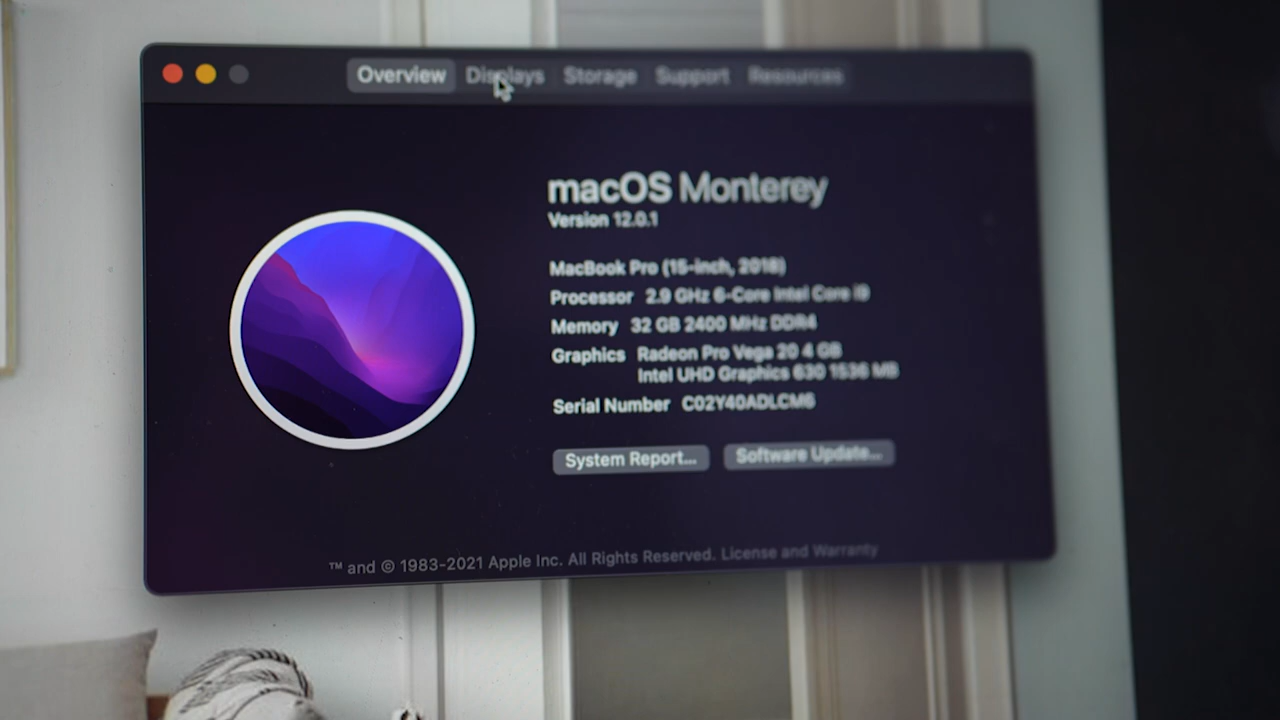 Overview Displays Storage Support Resources
macOS Monterey
Version 12.0.1
MacBook Pro (15-inch, 2018)
Processor 2.9 GHz 6-Core Intel Core i9
Memory 32 GB 2400 MHz DDR4
Graphics Radeon Pro Vega 20 4 GB
Intel UHD Graphics 630 1536 MB
Serial Number C02Y40ADLCM6
System Report... Software Update...
™ and © 1983-2021 Apple Inc. All Rights Reserved. License and Warranty